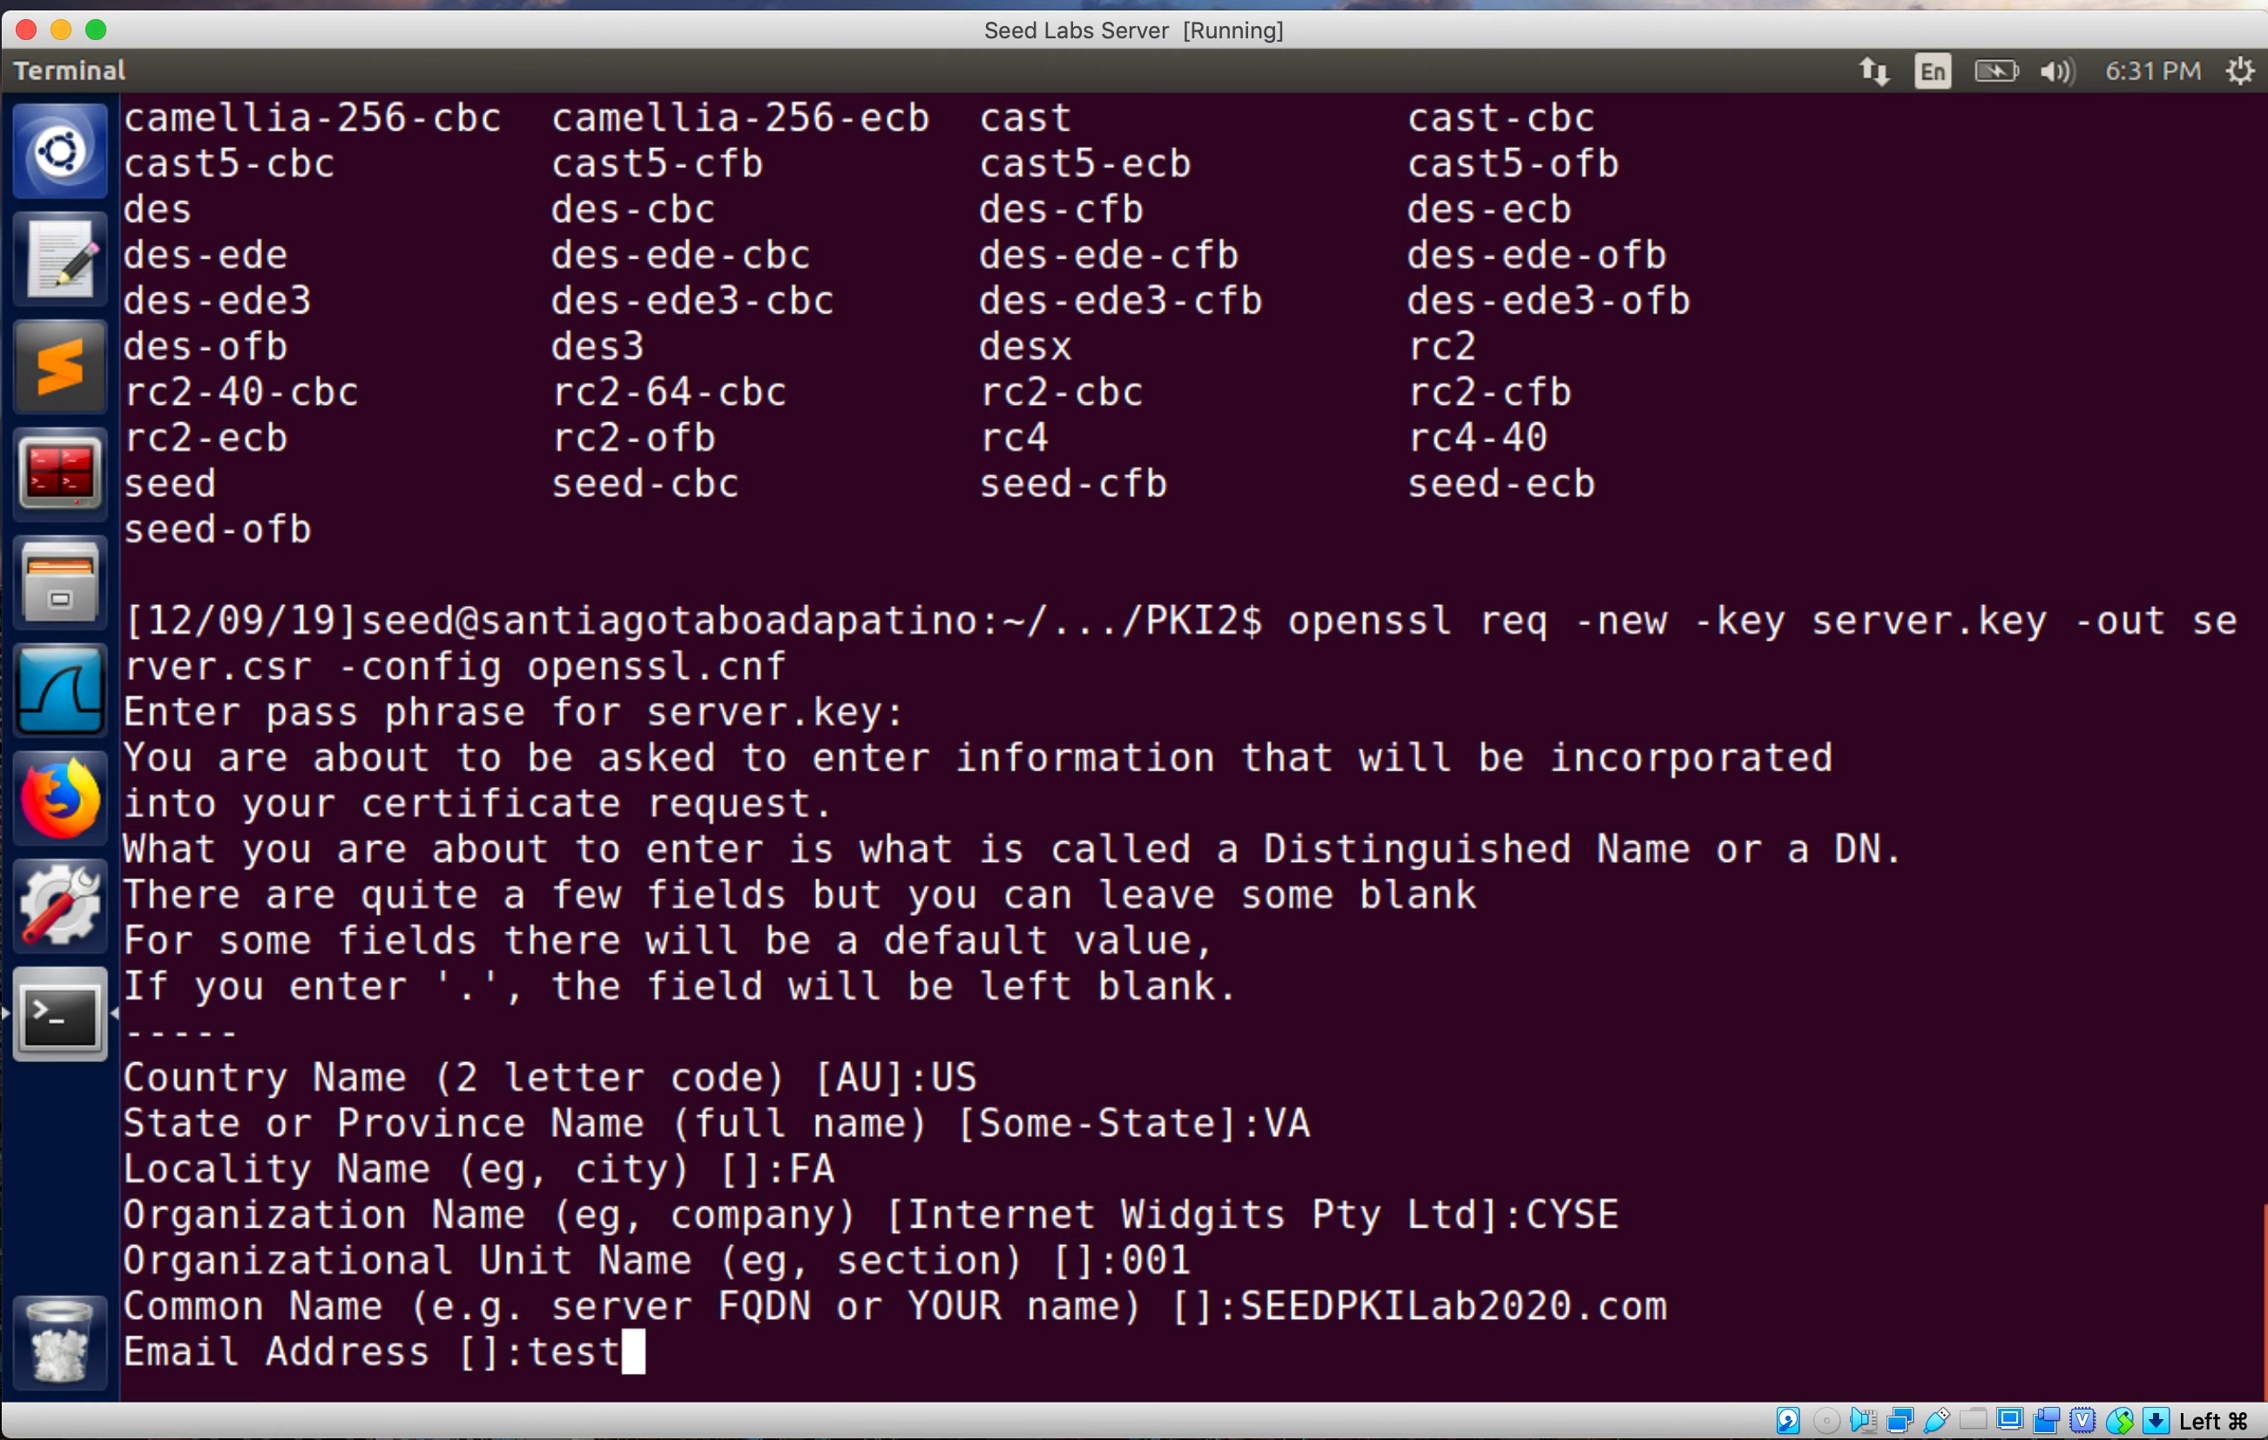 Seed Labs Server [Running]
Terminal
En
6:31 PM
camellia-256-cbc camellia-256-ecb cast cast-cbc
cast5-cbc cast5-cfb cast5-ecb cast5-ofb
des des-cbc des-cfb des-ecb
des-ede des-ede-cbc des-ede-cfb des-ede-ofb
des-ede3 des-ede3-cbc des-ede3-cfb des-ede3-ofb
des-ofb des3 desx rc2
rc2-40-cbc rc2-64-cbc rc2-cbc rc2-cfb
rc2-ecb rc2-ofb rc4 rc4-40
seed seed-cbc seed-cfb seed-ecb
seed-ofb
[12/09/19]seed@santiagotaboadapatino:~/.../PKI2$ openssl req -new -key server.key -out se
rver.csr -config openssl.cnf
Enter pass phrase for server.key:
You are about to be asked to enter information that will be incorporated
into your certificate request.
What you are about to enter is what is called a Distinguished Name or a DN.
There are quite a few fields but you can leave some blank
For some fields there will be a default value,
If you enter '.', the field will be left blank.
-----
Country Name (2 letter code) [AU]:US
State or Province Name (full name) [Some-State]:VA
Locality Name (eg, city) []:FA
Organization Name (eg, company) [Internet Widgits Pty Ltd]:CYSE
Organizational Unit Name (eg, section) []:001
Common Name (e.g. server FQDN or YOUR name) []:SEEDPKILab2020.com
Email Address []:test
Left ⌘